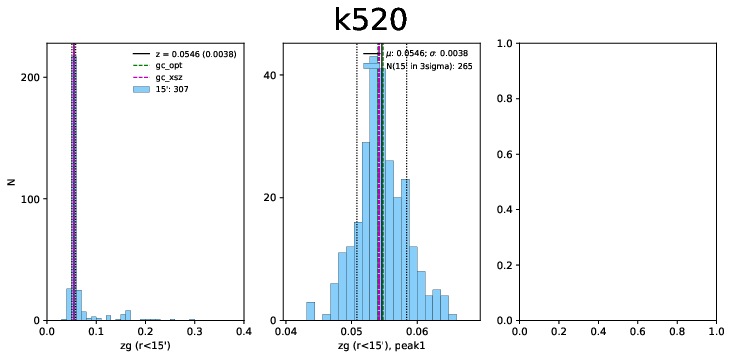 k520
z = 0.0546 (0.0038)
gc_opt
gc_xsz
15': 307
N
200
100
0
0.0 0.1 0.2 0.3 0.4
zg (r<15')
μ: 0.0546; σ: 0.0038
N(15' in 3sigma): 265
40
20
0
0.04 0.05 0.06
zg (r<15'), peak1
1.0
0.8
0.6
0.4
0.2
0.0
0.0 0.2 0.4 0.6 0.8 1.0